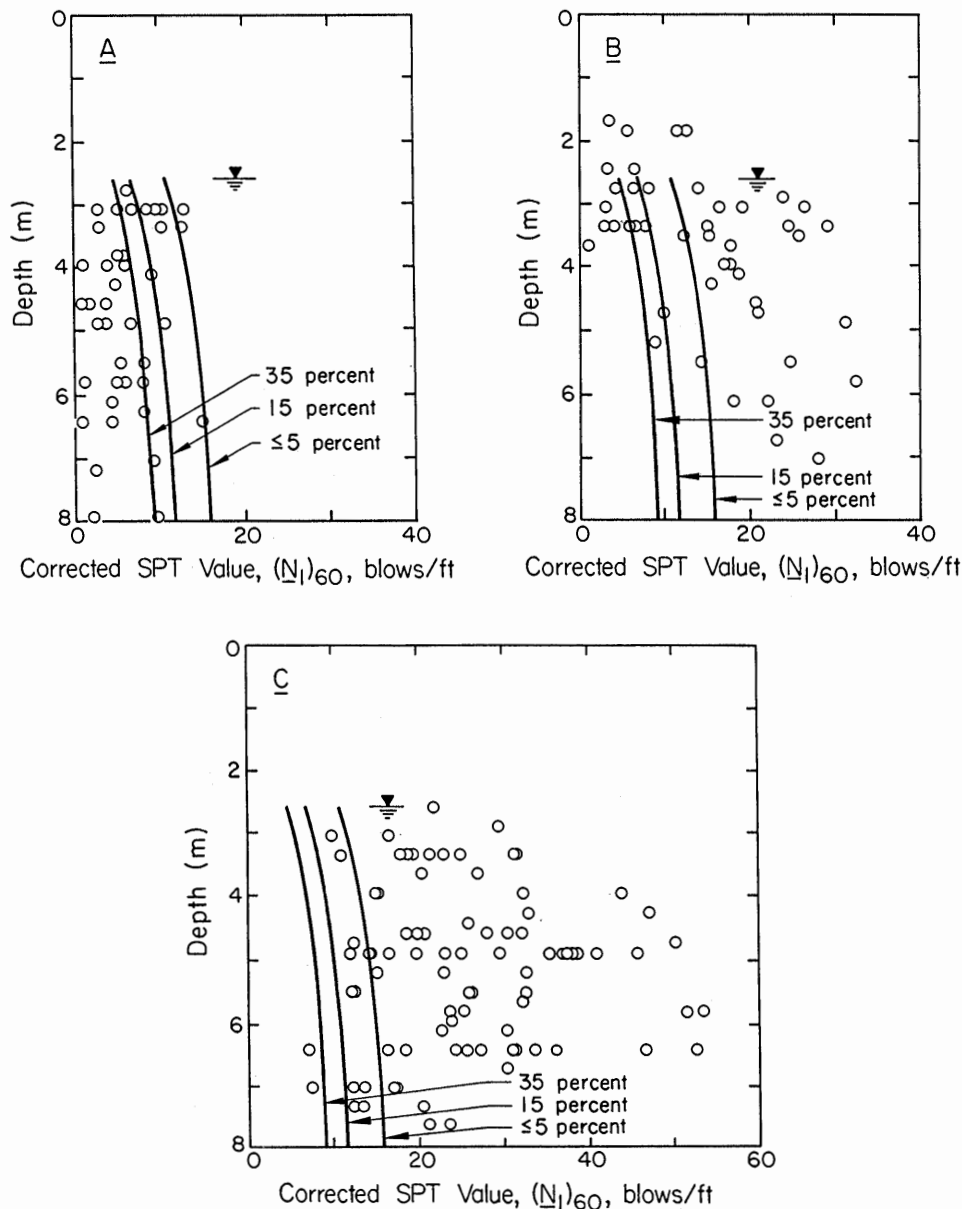 A
0
2
4
6
8
Depth (m)
35 percent
15 percent
≤5 percent
0 20 40
Corrected SPT Value, (N1)60, blows/ft
B
0
2
4
6
8
Depth (m)
35 percent
15 percent
≤5 percent
0 20 40
Corrected SPT Value, (N1)60, blows/ft
C
0
2
4
6
8
Depth (m)
35 percent
15 percent
≤5 percent
0 20 40 60
Corrected SPT Value, (N1)60, blows/ft